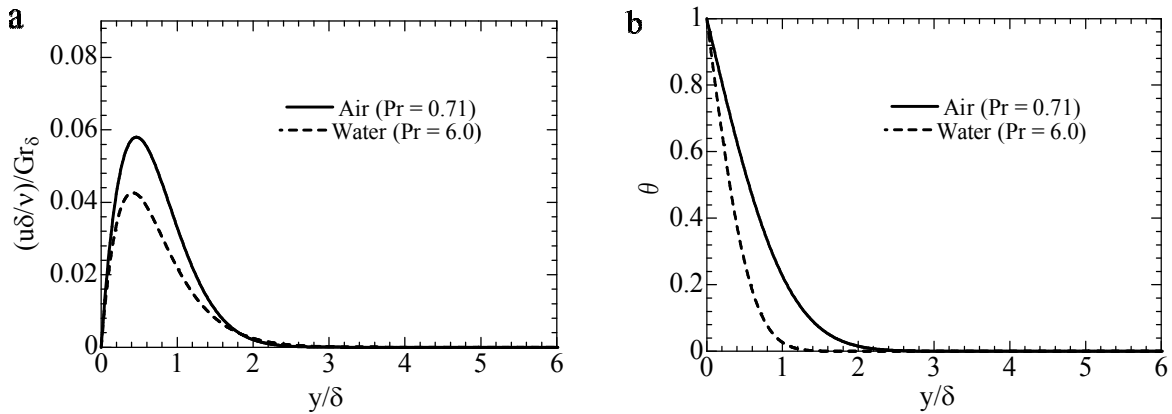 a
0.08
0.06
0.04
0.02
0
(uδ/ν)/Grδ
Air (Pr = 0.71)
Water (Pr = 6.0)
0 1 2 3 4 5 6
y/δ
b
1
0.8
0.6
0.4
0.2
0
θ
Air (Pr = 0.71)
Water (Pr = 6.0)
0 1 2 3 4 5 6
y/δ